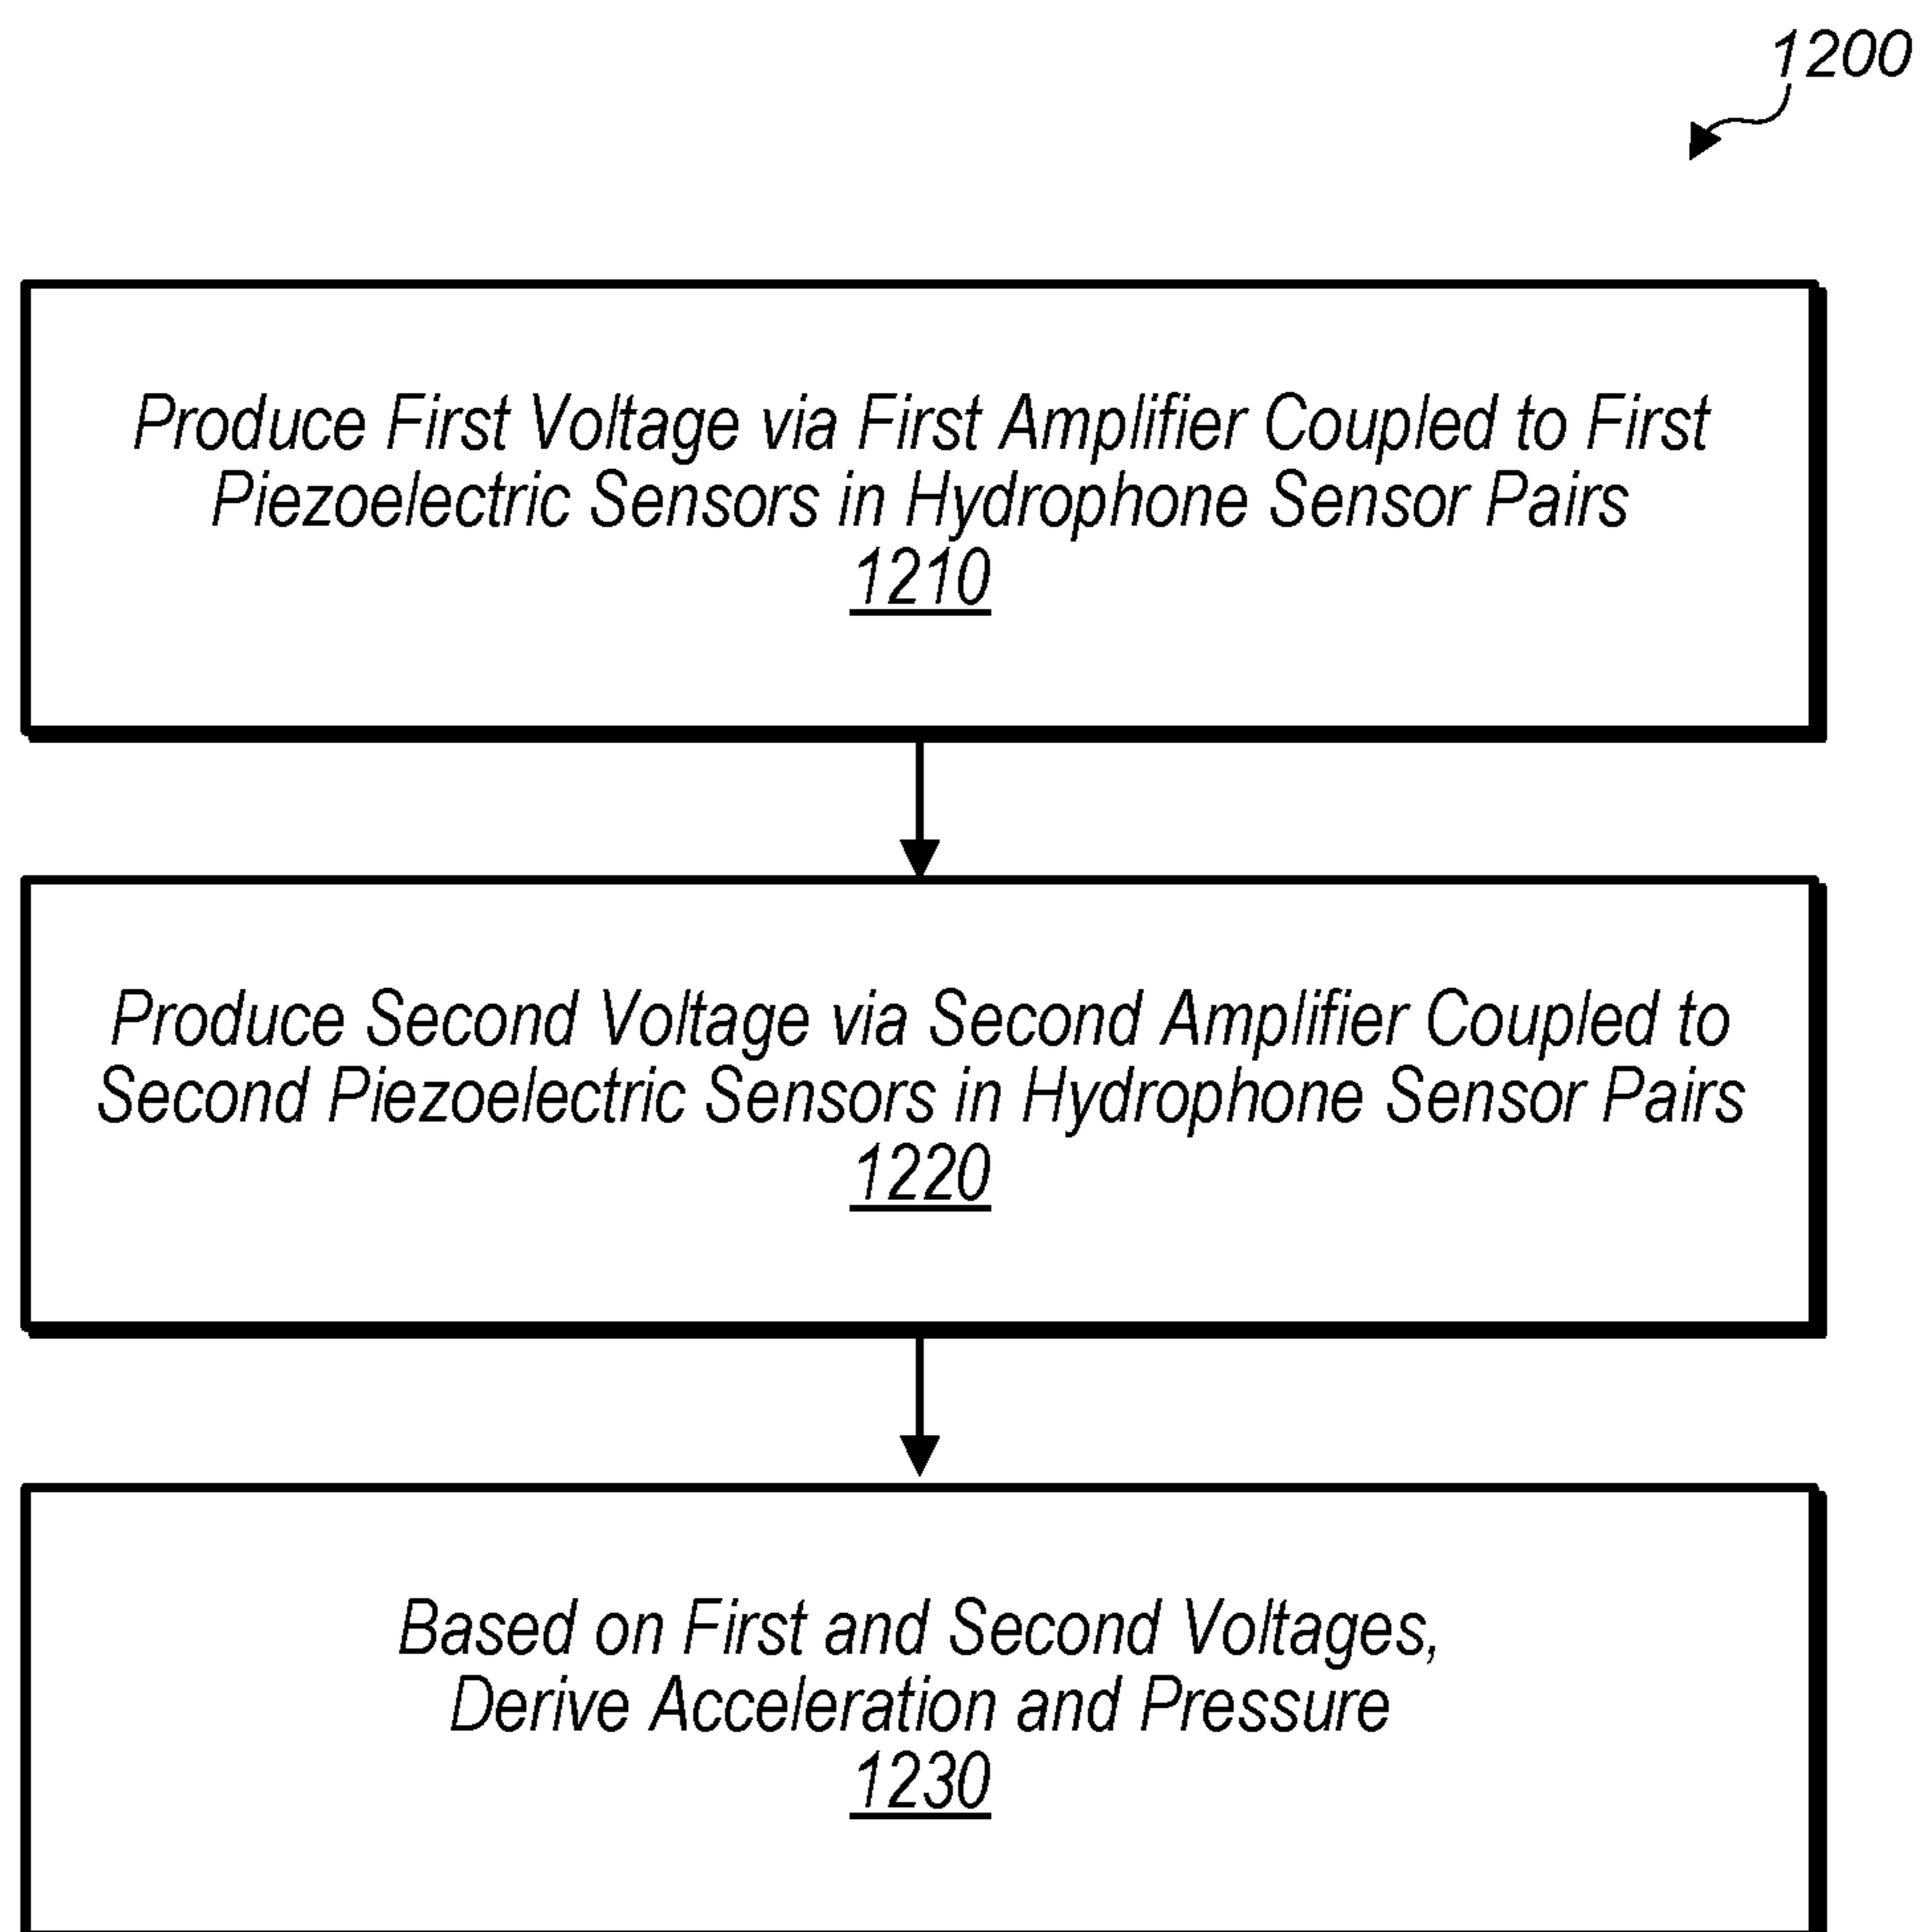 1200
Produce First Voltage via First Amplifier Coupled to First
Piezoelectric Sensors in Hydrophone Sensor Pairs
1210
Produce Second Voltage via Second Amplifier Coupled to
Second Piezoelectric Sensors in Hydrophone Sensor Pairs
1220
Based on First and Second Voltages,
Derive Acceleration and Pressure
1230